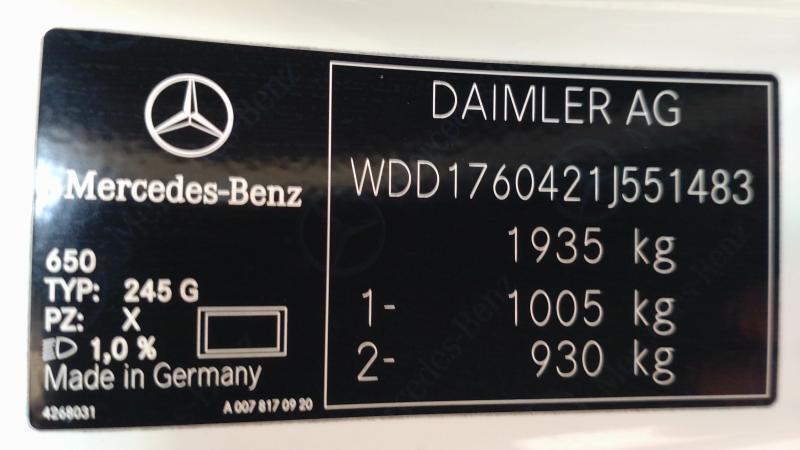 Mercedes-Benz
650
TYP: 245 G
PZ: X
1,0 %
Made in Germany
4268031
A 007 817 09 20
DAIMLER AG
WDD1760421J551483
1935 kg
1- 1005 kg
2- 930 kg